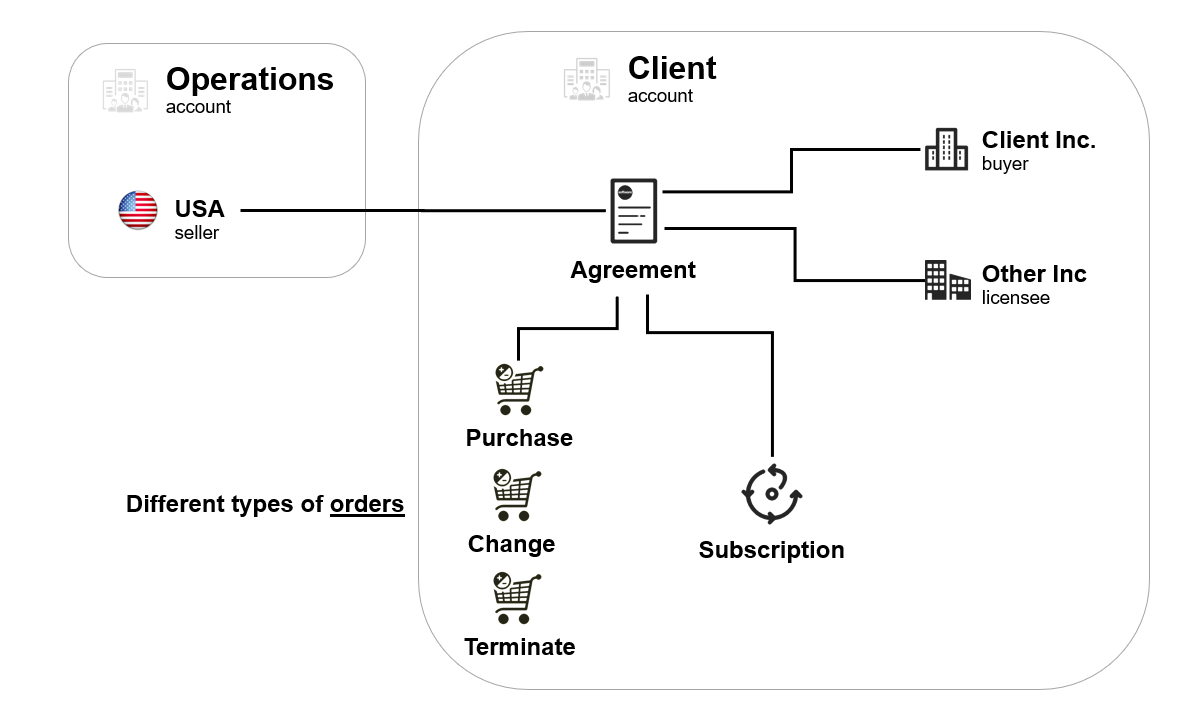 Operations
account
USA
seller
Client
account
Client Inc.
buyer
Agreement
Other Inc
licensee
Purchase
Different types of orders
Change
Subscription
Terminate